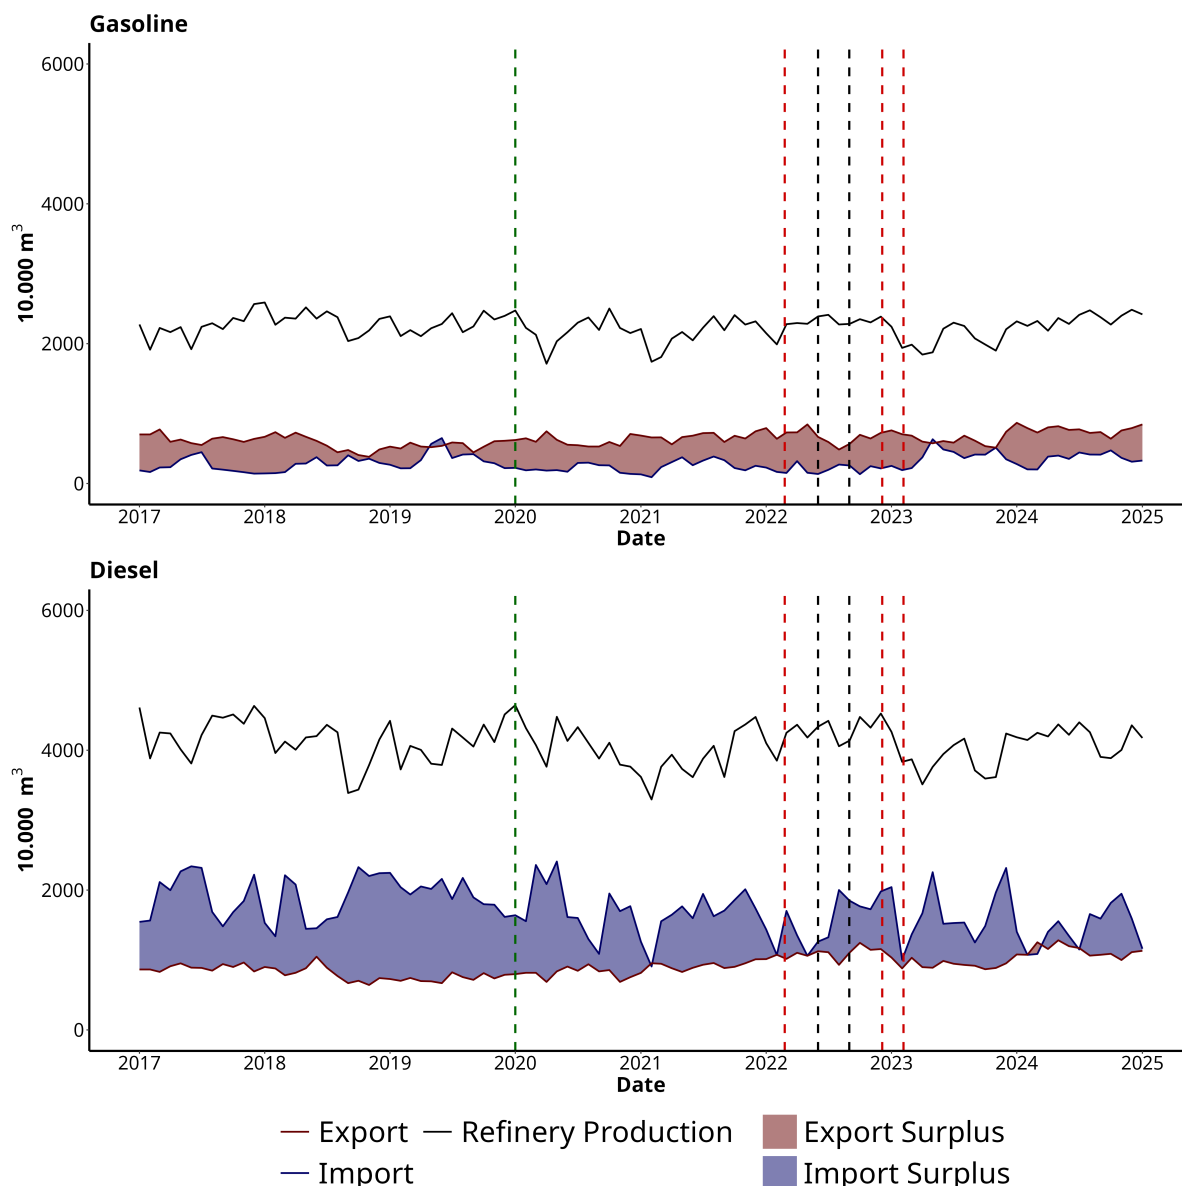 Gasoline
6000
4000
2000
0
10.000 m³
2017 2018 2019 2020 2021 2022 2023 2024 2025
Date
Diesel
6000
4000
2000
0
10.000 m³
2017 2018 2019 2020 2021 2022 2023 2024 2025
Date
Export Refinery Production Export Surplus
Import Import Surplus